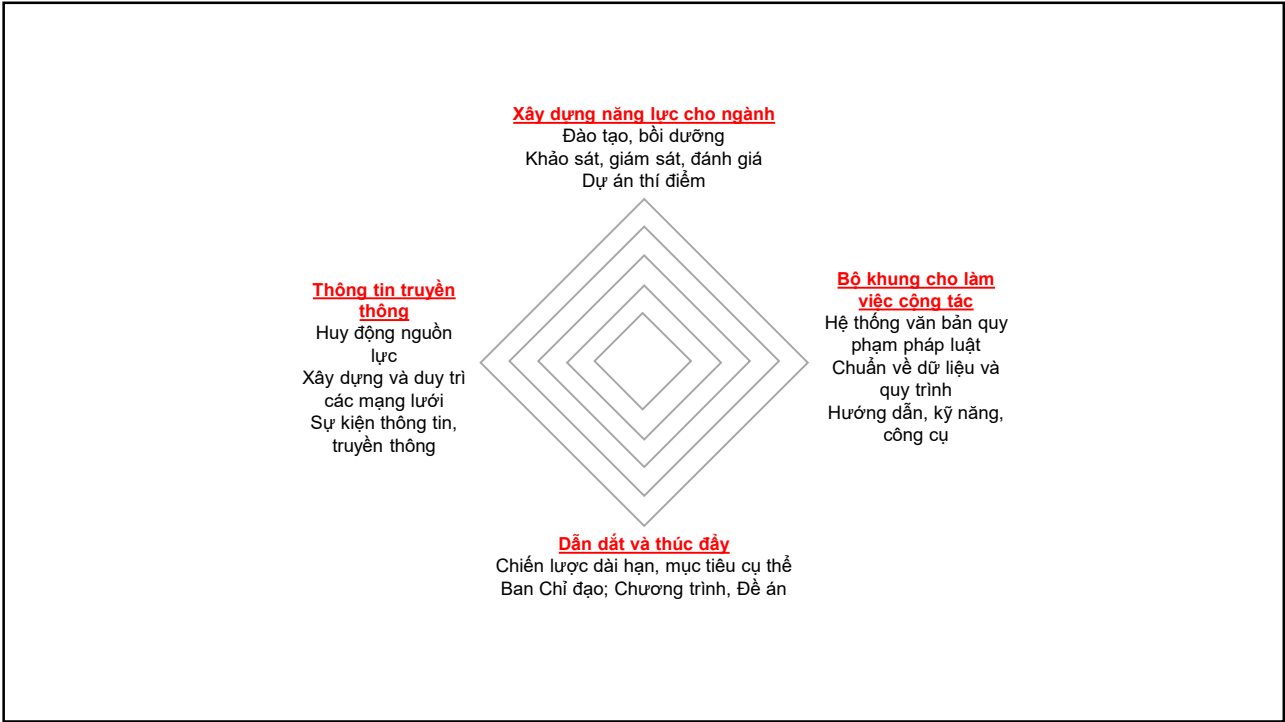 Xây dựng năng lực cho ngành
Đào tạo, bồi dưỡng
Khảo sát, giám sát, đánh giá
Dự án thí điểm
Thông tin truyền
thông
Huy động nguồn
lực
Xây dựng và duy trì
các mạng lưới
Sự kiện thông tin,
truyền thông
Bộ khung cho làm
việc cộng tác
Hệ thống văn bản quy
phạm pháp luật
Chuẩn về dữ liệu và
quy trình
Hướng dẫn, kỹ năng,
công cụ
Dẫn dắt và thúc đẩy
Chiến lược dài hạn, mục tiêu cụ thể
Ban Chỉ đạo; Chương trình, Đề án